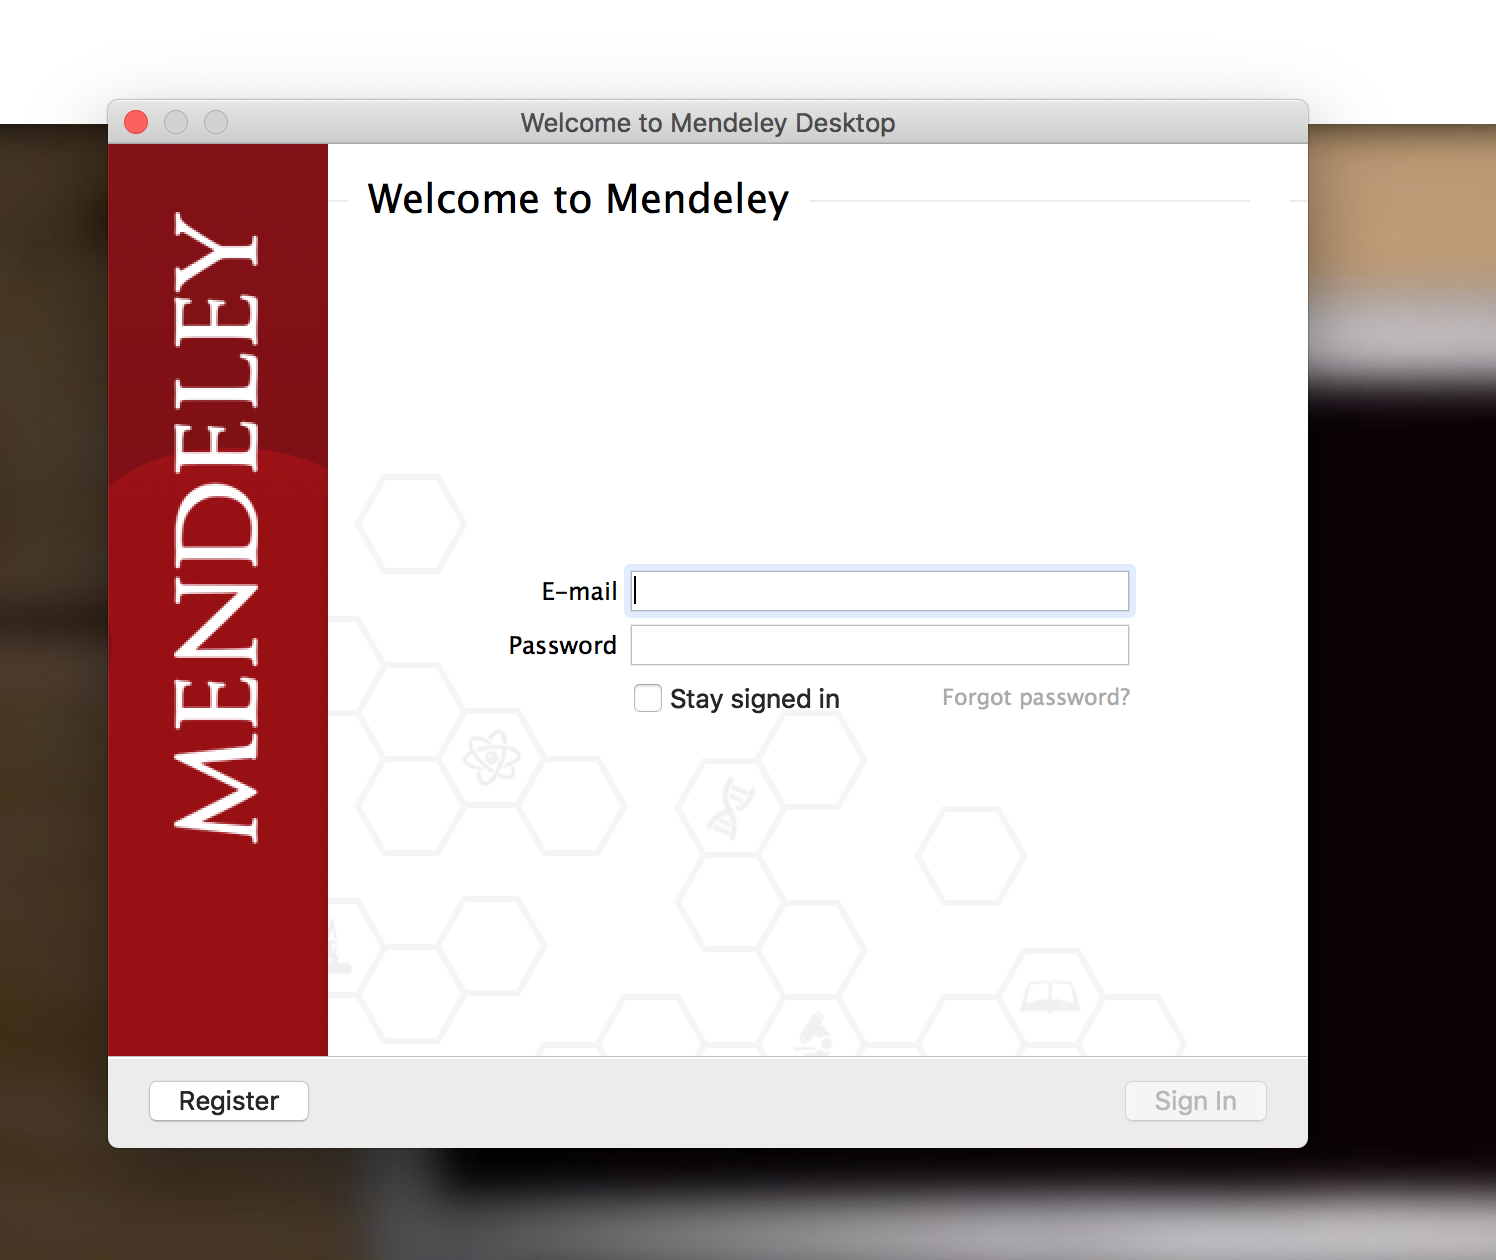 Welcome to Mendeley Desktop
MENDELEY
Welcome to Mendeley
E-mail
Password
Stay signed in
Forgot password?
Register
Sign In